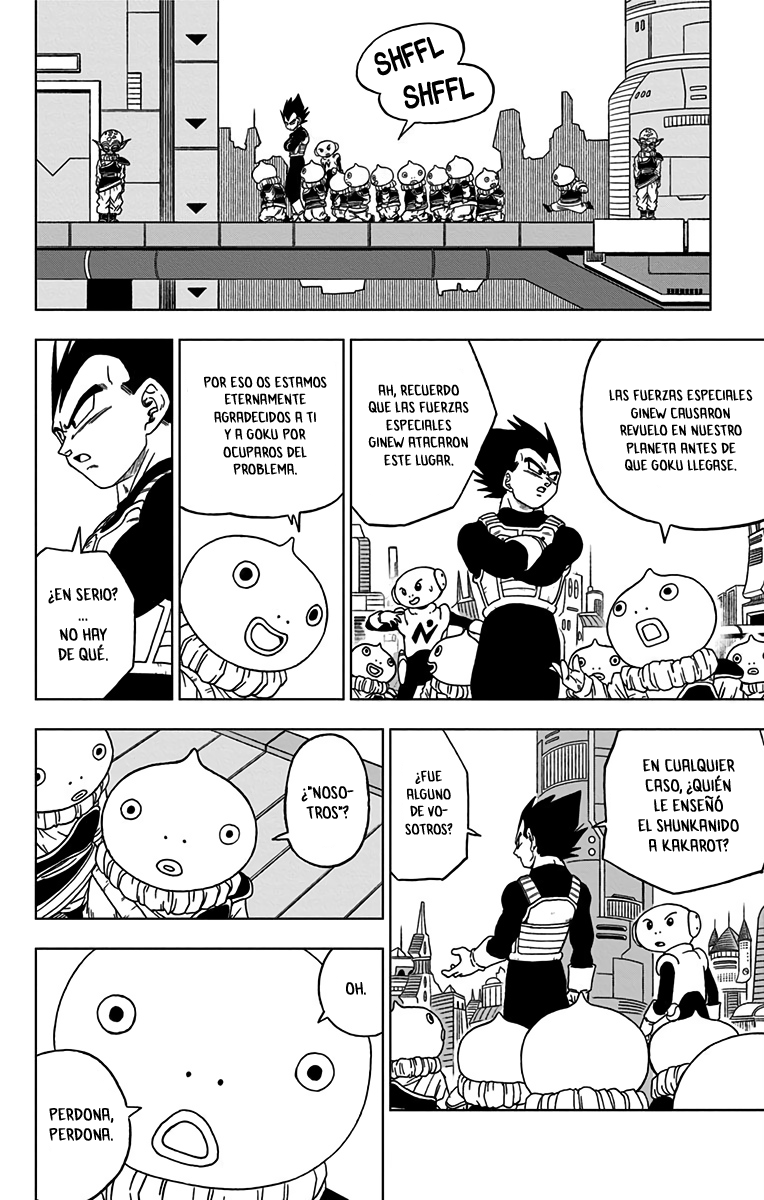 SHFFL
SHFFL
LAS FUERZAS ESPECIALES
GINEW CAUSARON
REVUELO EN NUESTRO
PLANETA ANTES DE
QUE GOKU LLEGASE.
AH, RECUERDO
QUE LAS FUERZAS
ESPECIALES
GINEW ATACARON
ESTE LUGAR.
N
POR ESO OS ESTAMOS
ETERNAMENTE
AGRADECIDOS A TI
Y A GOKU POR
OCUPAROS DEL
PROBLEMA.
¿EN SERIO?
...
NO HAY
DE QUÉ.
EN CUALQUIER
CASO, ¿QUIÉN
LE ENSEÑÓ
EL SHUNKANIDO
A KAKAROT?
¿FUE
ALGUNO
DE VO-
SOTROS?
¿"NOSO-
TROS"?
OH.
PERDONA,
PERDONA.